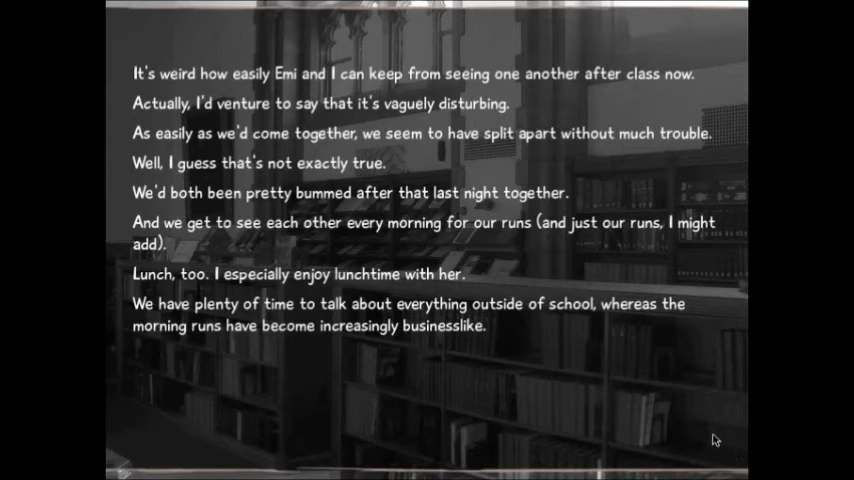 It's weird how easily Emi and I can keep from seeing one another after class now.
Actually, I'd venture to say that it's vaguely disturbing.
As easily as we'd come together, we seem to have split apart without much trouble.
Well, I guess that's not exactly true.
We'd both been pretty bummed after that last night together.
And we get to see each other every morning for our runs (and just our runs, I might
add).
Lunch, too. I especially enjoy lunchtime with her.
We have plenty of time to talk about everything outside of school, whereas the
morning runs have become increasingly businesslike.